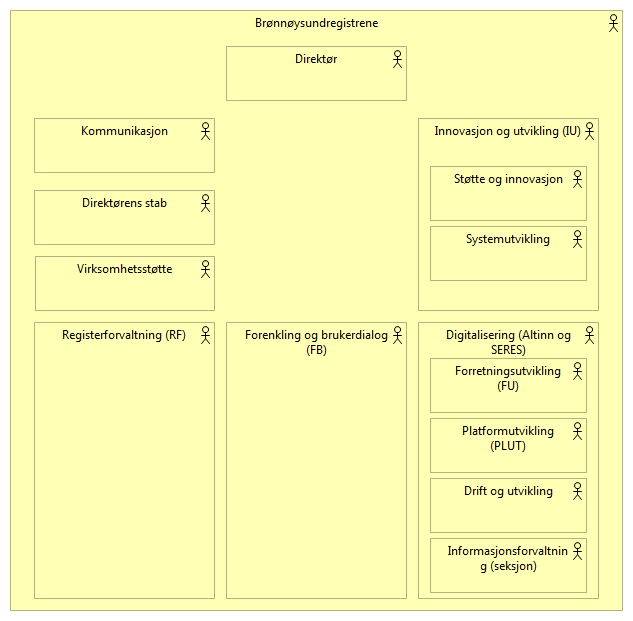 Brønnøysundregistrene
Direktør
Kommunikasjon
Direktørens stab
Virksomhetsstøtte
Innovasjon og utvikling (IU)
Støtte og innovasjon
Systemutvikling
Registerforvaltning (RF)
Forenkling og brukerdialog
(FB)
Digitalisering (Altinn og
SERES)
Forretningsutvikling
(FU)
Platformutvikling
(PLUT)
Drift og utvikling
Informasjonsforvaltnin
g (seksjon)